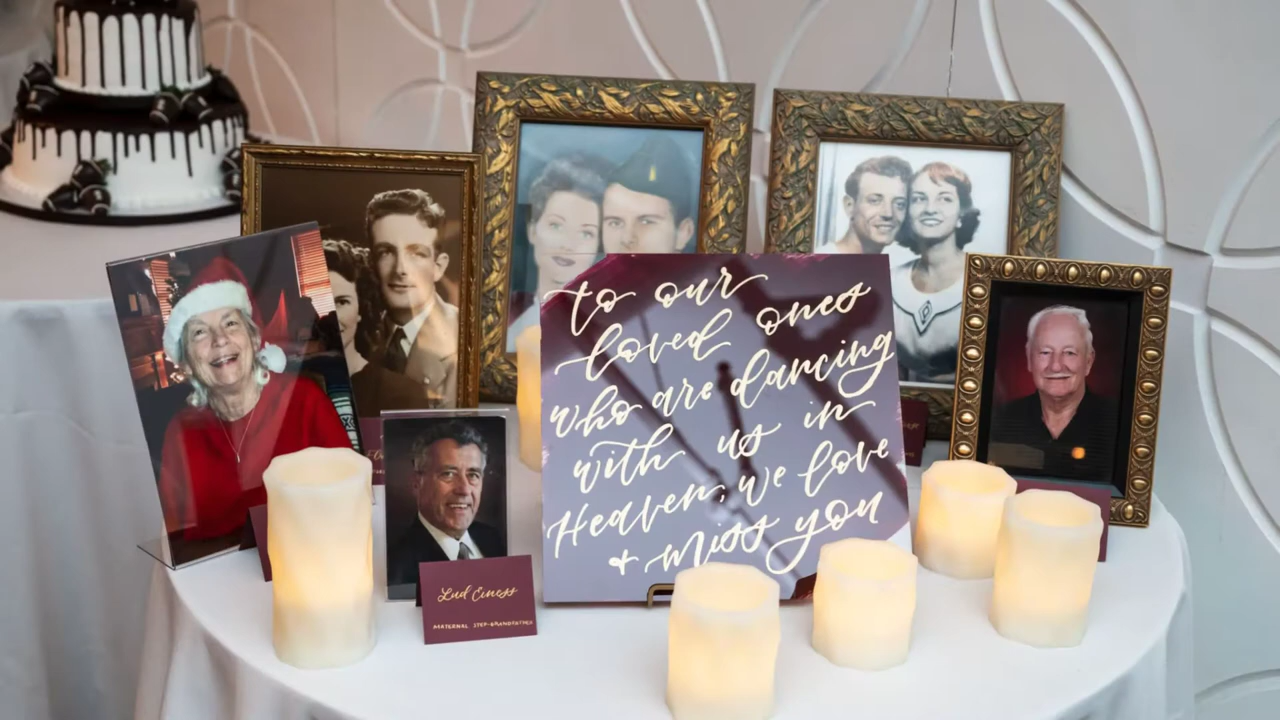 to our
loved ones
who are dancing
with us in
Heaven; we love
+ miss you
MATERNAL STEP-GRANDFATHER